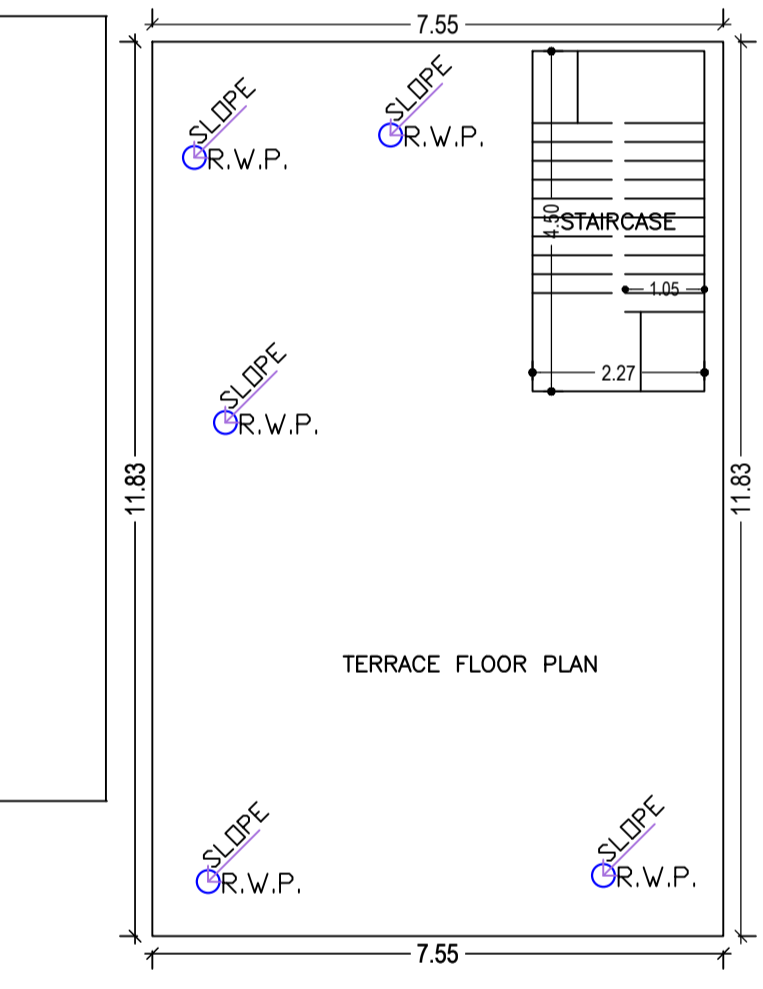 7.55
SLOPE
R.W.P.
SLOPE
R.W.P.
4.50
STAIRCASE
1.05
2.27
SLOPE
R.W.P.
11.83
11.83
TERRACE FLOOR PLAN
SLOPE
R.W.P.
SLOPE
R.W.P.
7.55